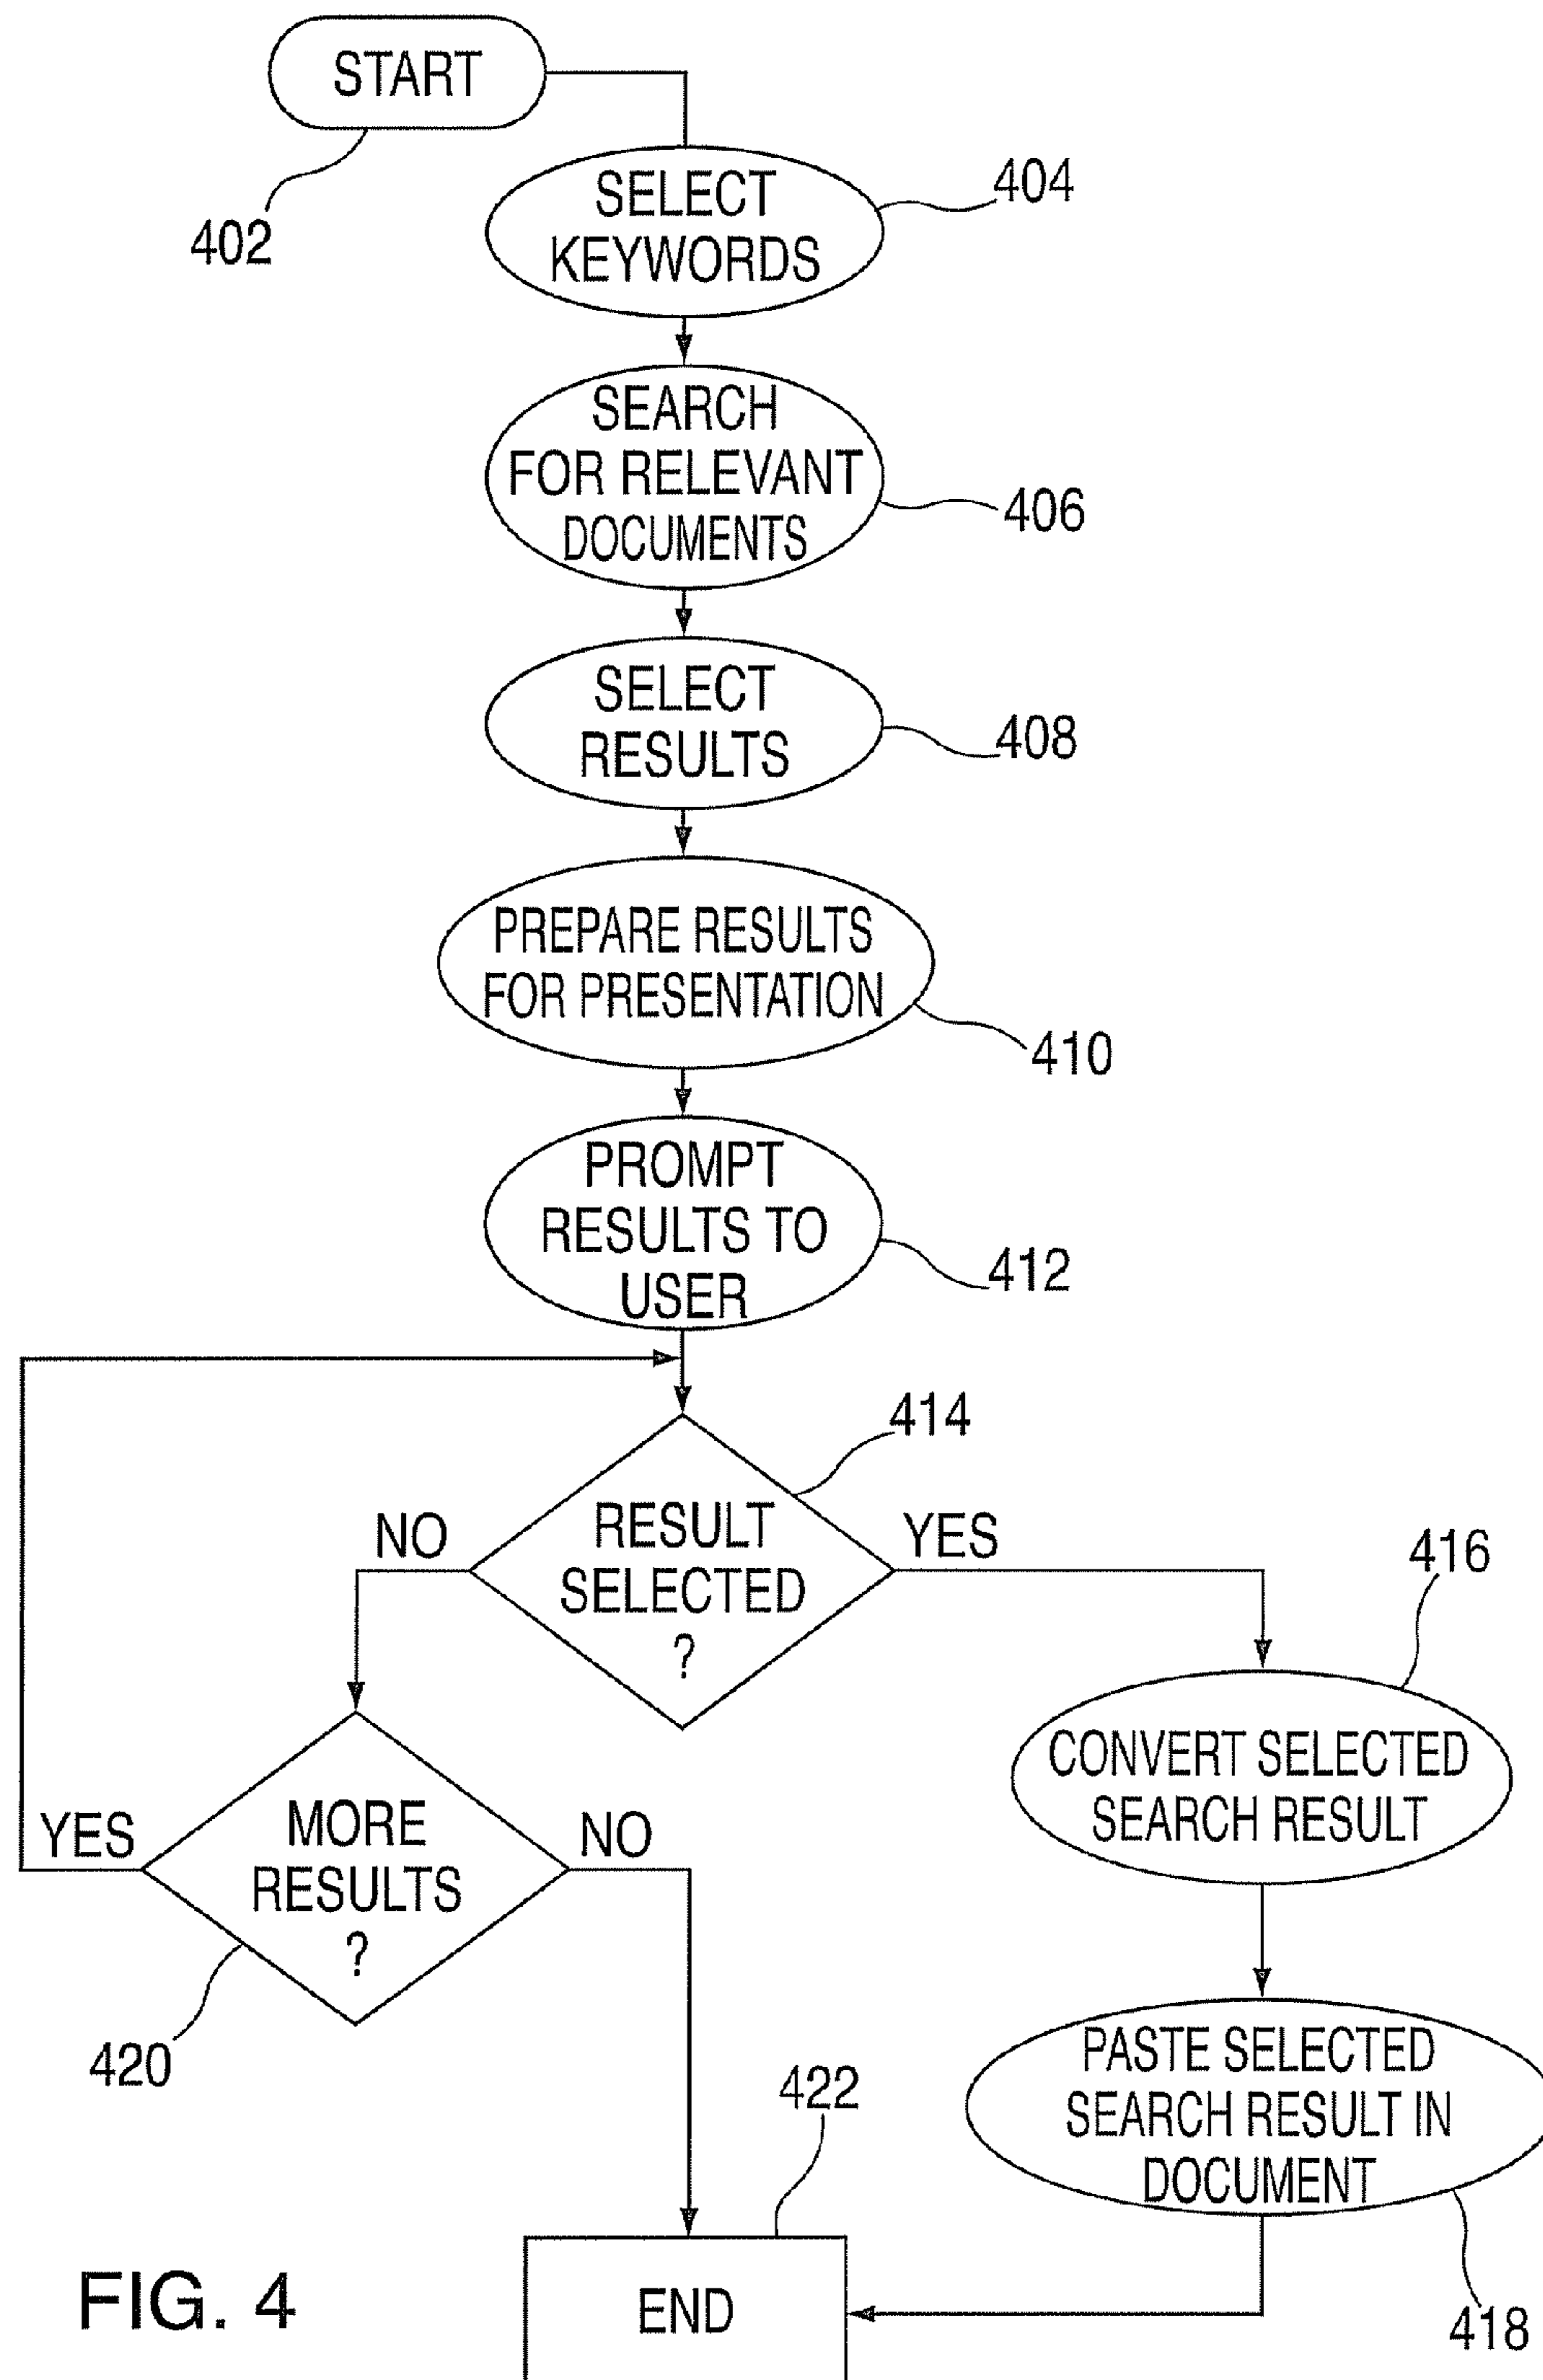 START
402
SELECT
KEYWORDS
404
SEARCH
FOR RELEVANT
DOCUMENTS
406
SELECT
RESULTS
408
PREPARE RESULTS
FOR PRESENTATION
410
PROMPT
RESULTS TO
USER
412
414
RESULT
SELECTED
?
NO
YES
416
CONVERT SELECTED
SEARCH RESULT
MORE
RESULTS
?
YES
NO
420
PASTE SELECTED
SEARCH RESULT IN
DOCUMENT
418
422
END
FIG. 4